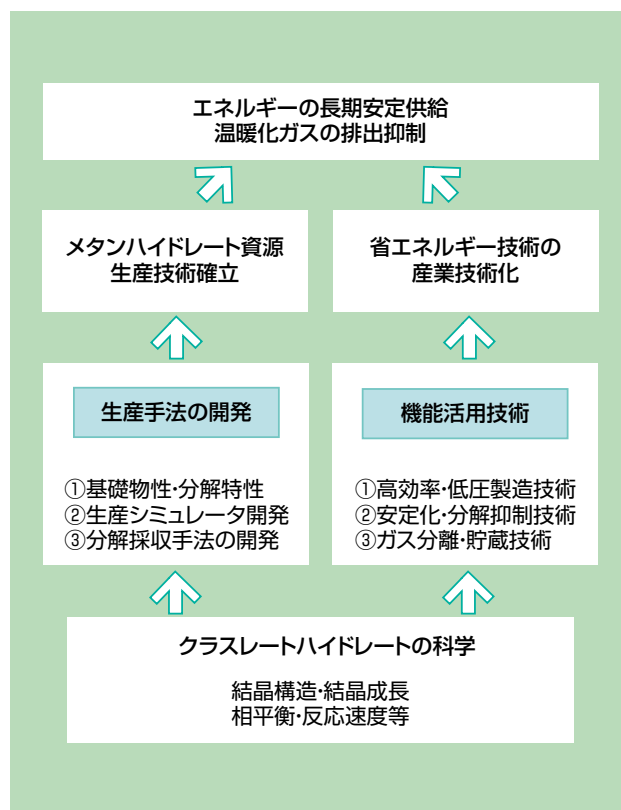 エネルギーの長期安定供給
温暖化ガスの排出抑制
メタンハイドレート資源
生産技術確立
省エネルギー技術の
産業技術化
生産手法の開発
①基礎物性・分解特性
②生産シミュレータ開発
③分解採収手法の開発
機能活用技術
①高効率・低圧製造技術
②安定化・分解抑制技術
③ガス分離・貯蔵技術
クラスレートハイドレートの科学
結晶構造・結晶成長
相平衡・反応速度等